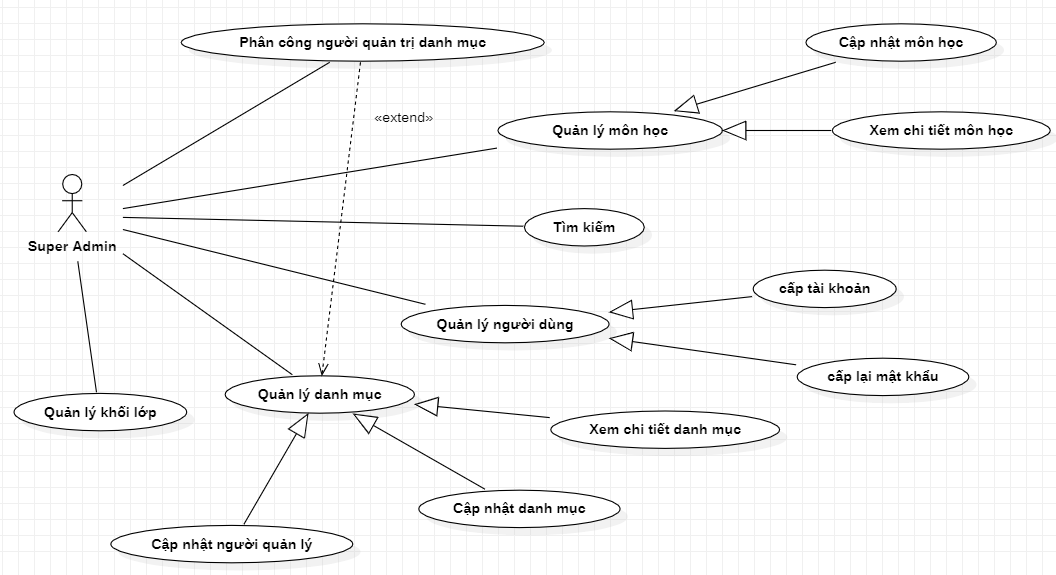 Phân công người quản trị danh mục
Cập nhật môn học
«extend»
Quản lý môn học
Xem chi tiết môn học
Tìm kiếm
Super Admin
cấp tài khoản
Quản lý người dùng
cấp lại mật khẩu
Quản lý danh mục
Quản lý khối lớp
Xem chi tiết danh mục
Cập nhật danh mục
Cập nhật người quản lý